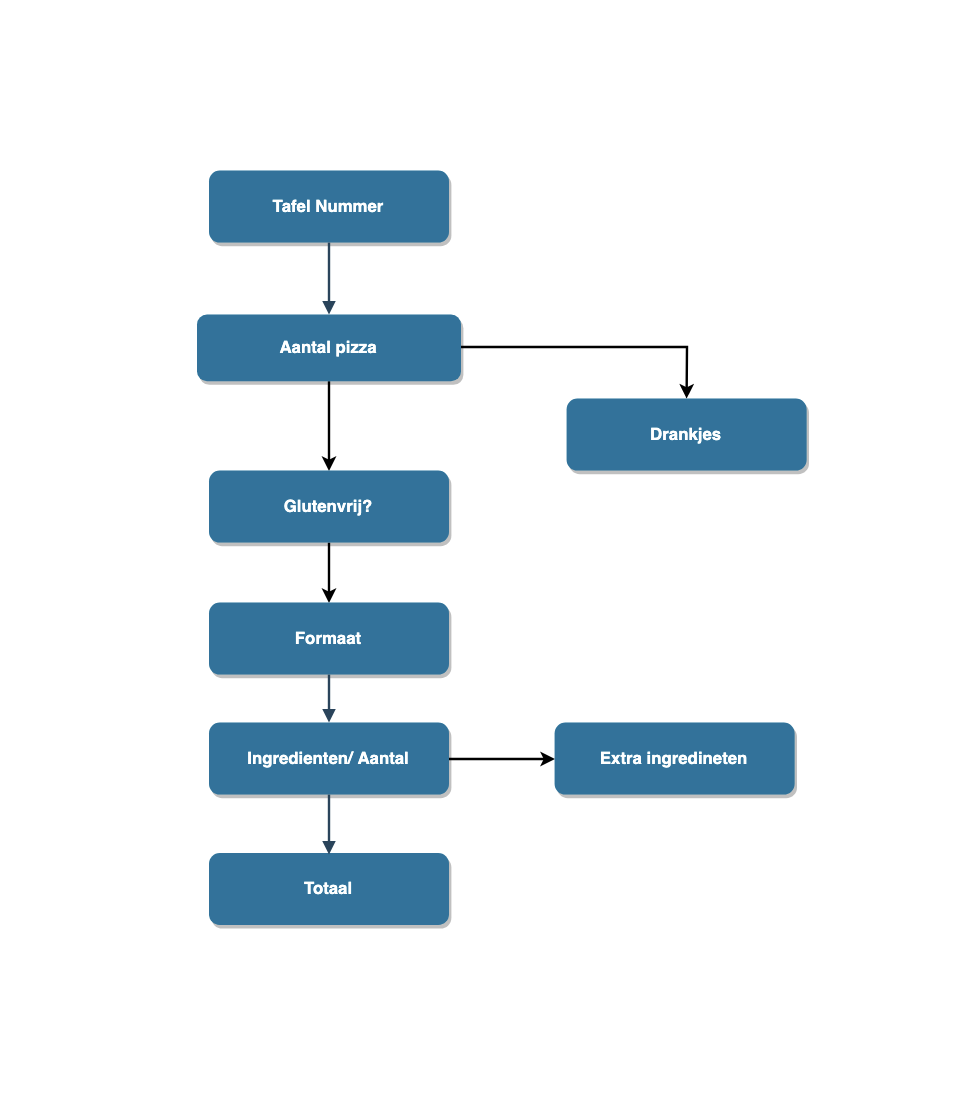 Tafel Nummer
Aantal pizza
Drankjes
Glutenvrij?
Formaat
Ingredienten/ Aantal
Extra ingredineten
Totaal